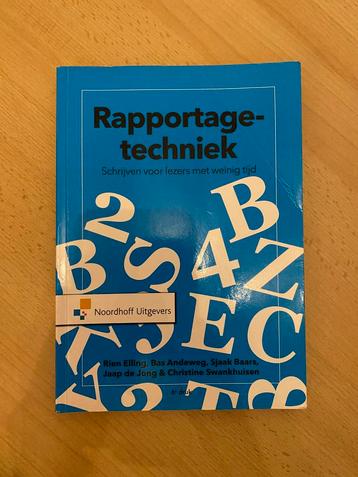 Rapportage-
techniek
Schrijven voor lezers met weinig tijd
Noordhoff Uitgevers
Rien Elling, Bas Andeweg, Sjaak Baars,
Jaap de Jong & Christine Swankhuisen